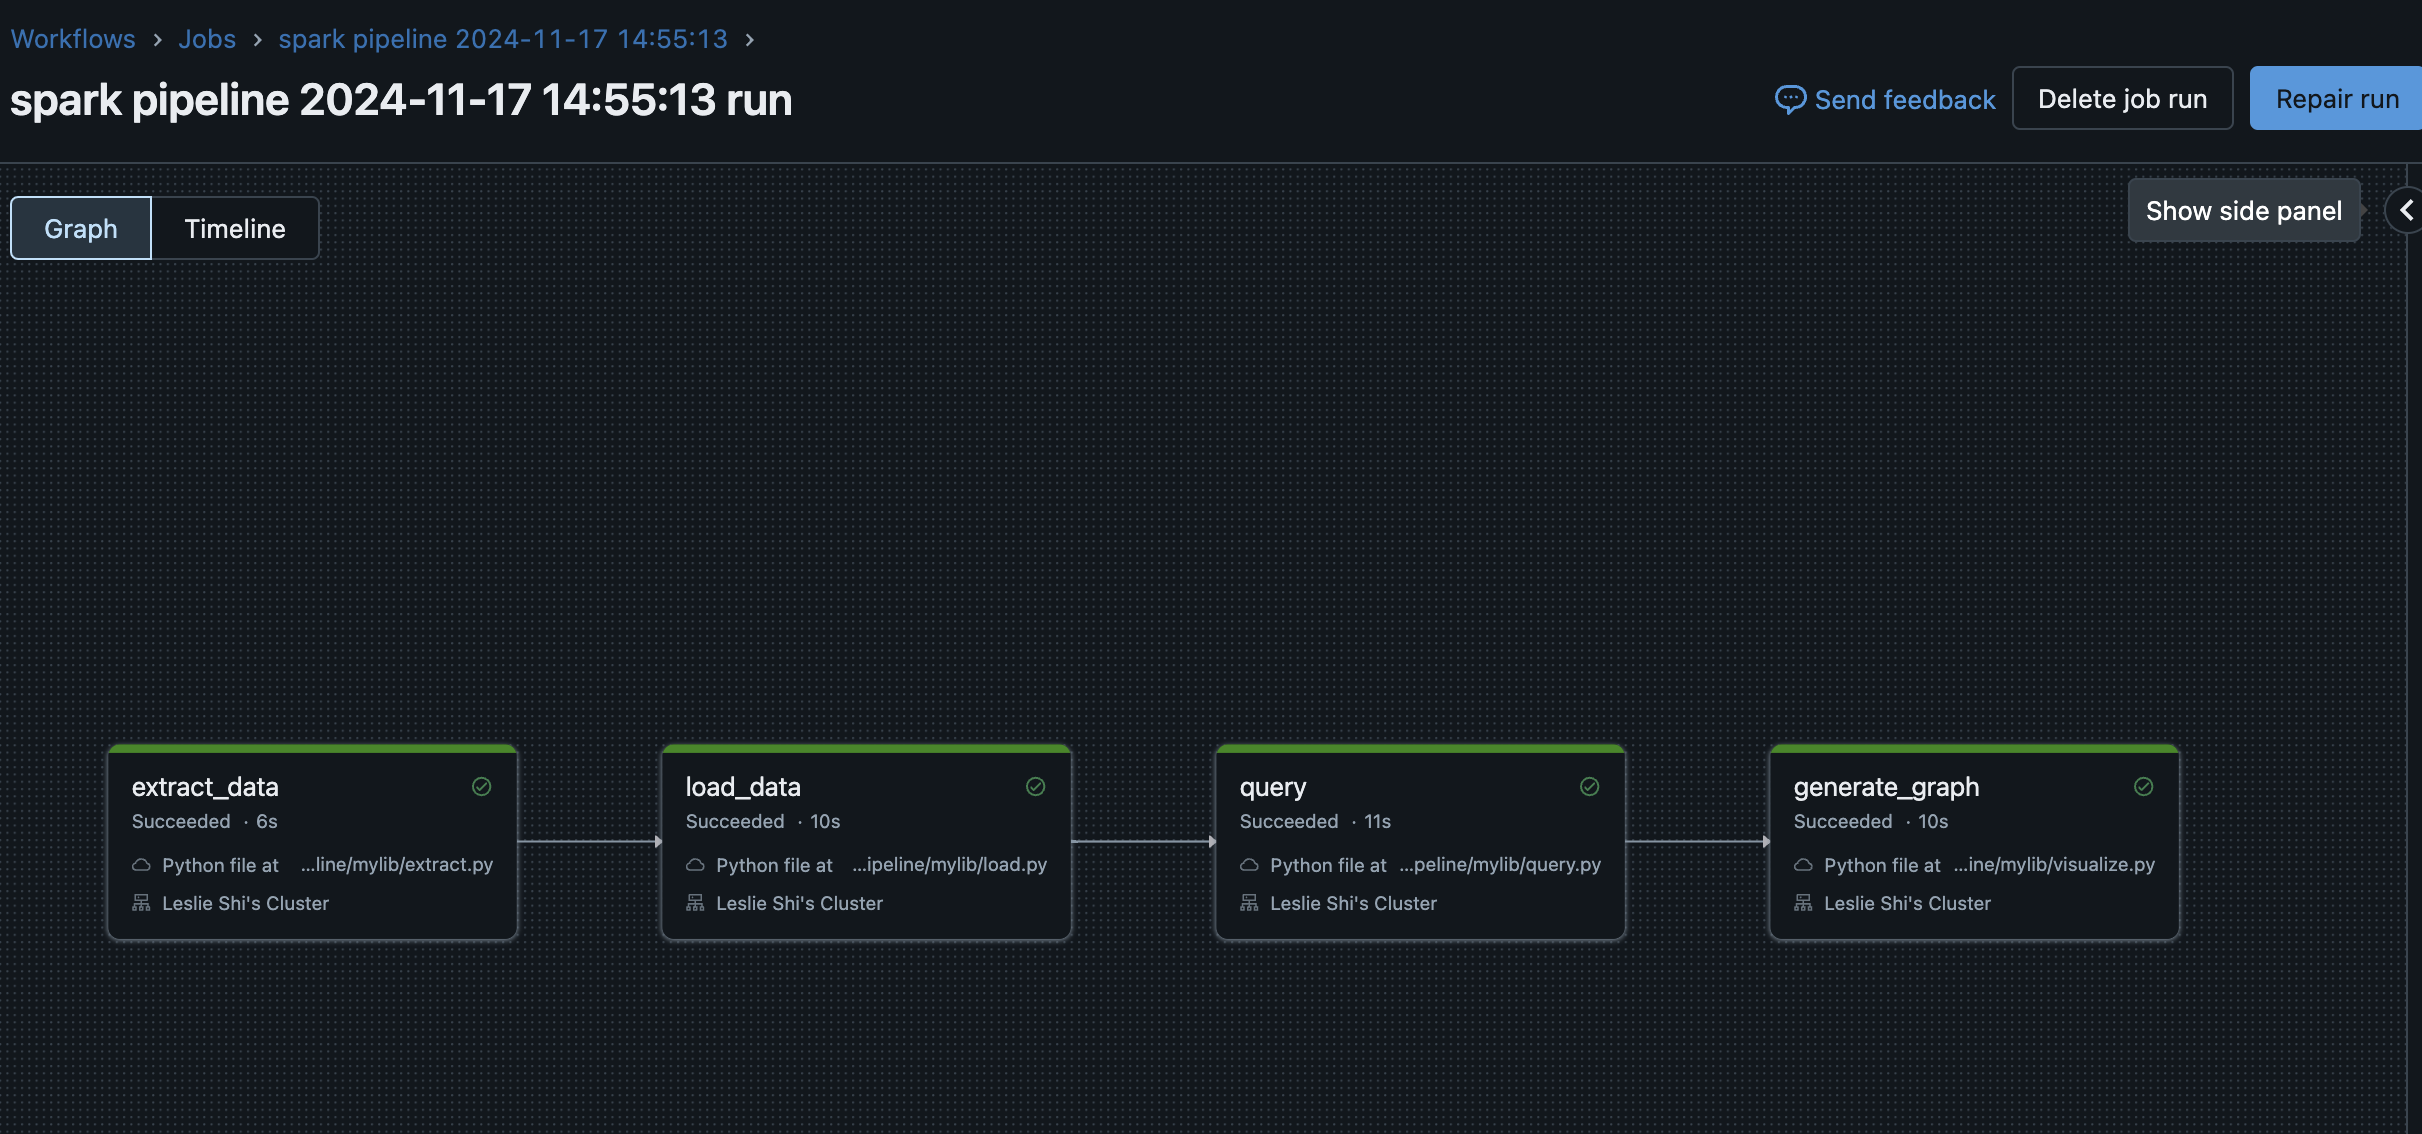 Workflows > Jobs > spark pipeline 2024-11-17 14:55:13 >
spark pipeline 2024-11-17 14:55:13 run
Send feedback
Delete job run
Repair run
Graph
Timeline
Show side panel
extract_data
Succeeded · 6s
Python file at ...line/mylib/extract.py
Leslie Shi's Cluster
load_data
Succeeded · 10s
Python file at ...ipeline/mylib/load.py
Leslie Shi's Cluster
query
Succeeded · 11s
Python file at ...peline/mylib/query.py
Leslie Shi's Cluster
generate_graph
Succeeded · 10s
Python file at ...ine/mylib/visualize.py
Leslie Shi's Cluster